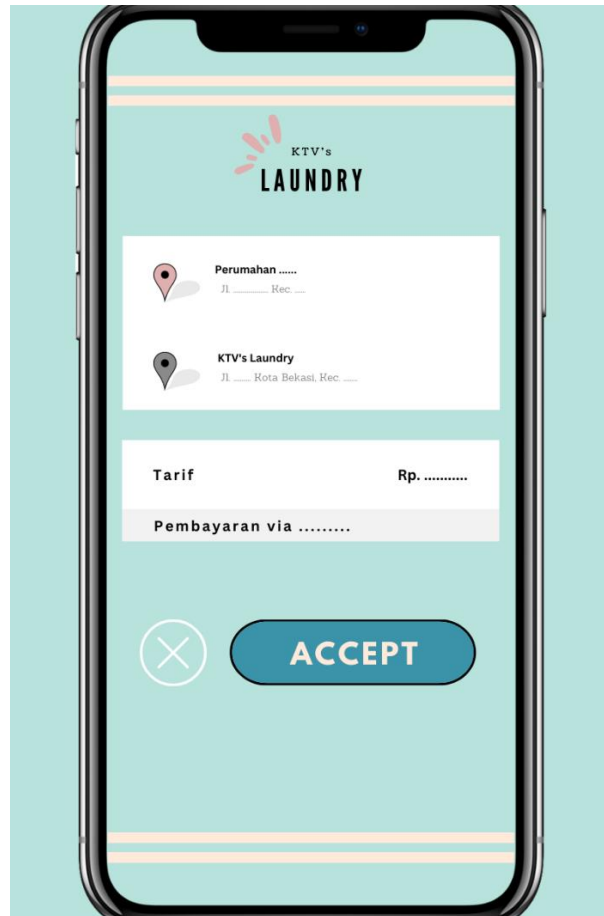 KTV's
LAUNDRY
Perumahan ......
Jl. .............. Kec. .....
KTV's Laundry
Jl. ....... Kota Bekasi, Kec. ......
Tarif Rp. ...........
Pembayaran via .........
ACCEPT